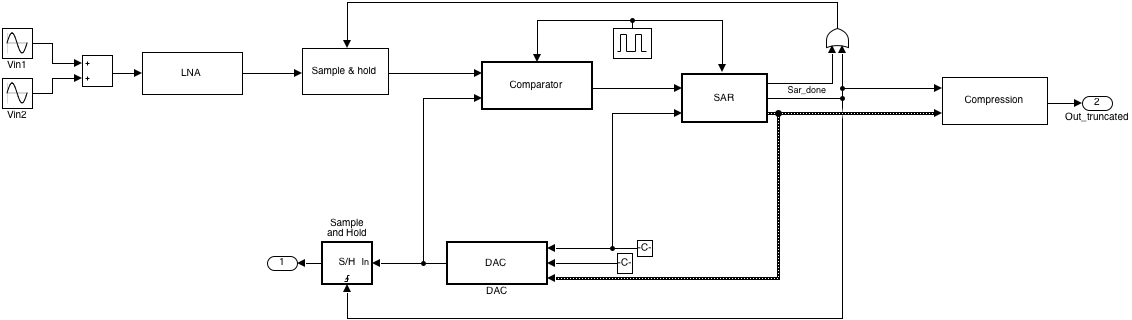 Vin1
Vin2
+
+
LNA
Sample & hold
Comparator
SAR
Sar_done
Compression
2
Out_truncated
Sample
and Hold
1
S/H In
DAC
DAC
-C-
-C-